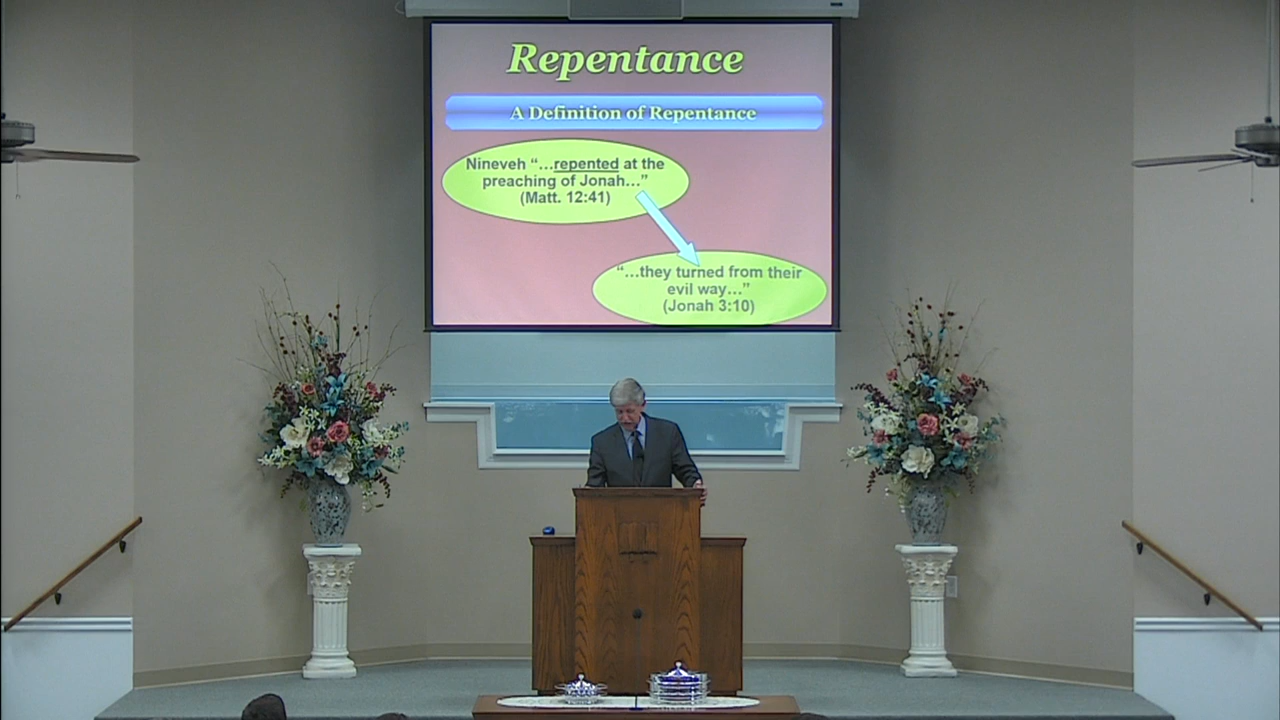 Repentance
A Definition of Repentance
Nineveh “…repented at the
preaching of Jonah…”
(Matt. 12:41)
“…they turned from their
evil way…”
(Jonah 3:10)